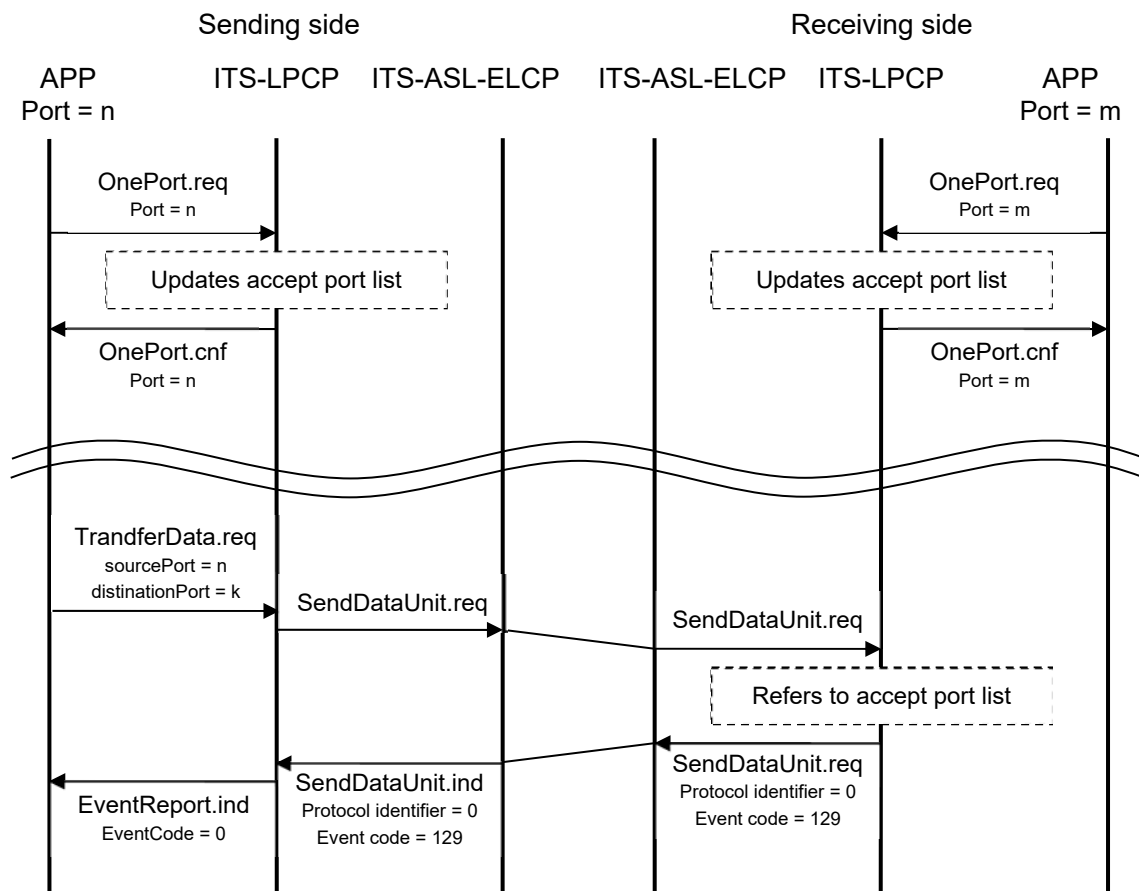 Sending side
Receiving side
APP
Port = n
ITS-LPCP
ITS-ASL-ELCP
ITS-ASL-ELCP
ITS-LPCP
APP
Port = m
OnePort.req
Port = n
OnePort.req
Port = m
Updates accept port list
Updates accept port list
OnePort.cnf
Port = n
OnePort.cnf
Port = m
TrandferData.req
sourcePort = n
distinationPort = k
SendDataUnit.req
SendDataUnit.req
Refers to accept port list
SendDataUnit.req
Protocol identifier = 0
Event code = 129
SendDataUnit.ind
Protocol identifier = 0
Event code = 129
EventReport.ind
EventCode = 0